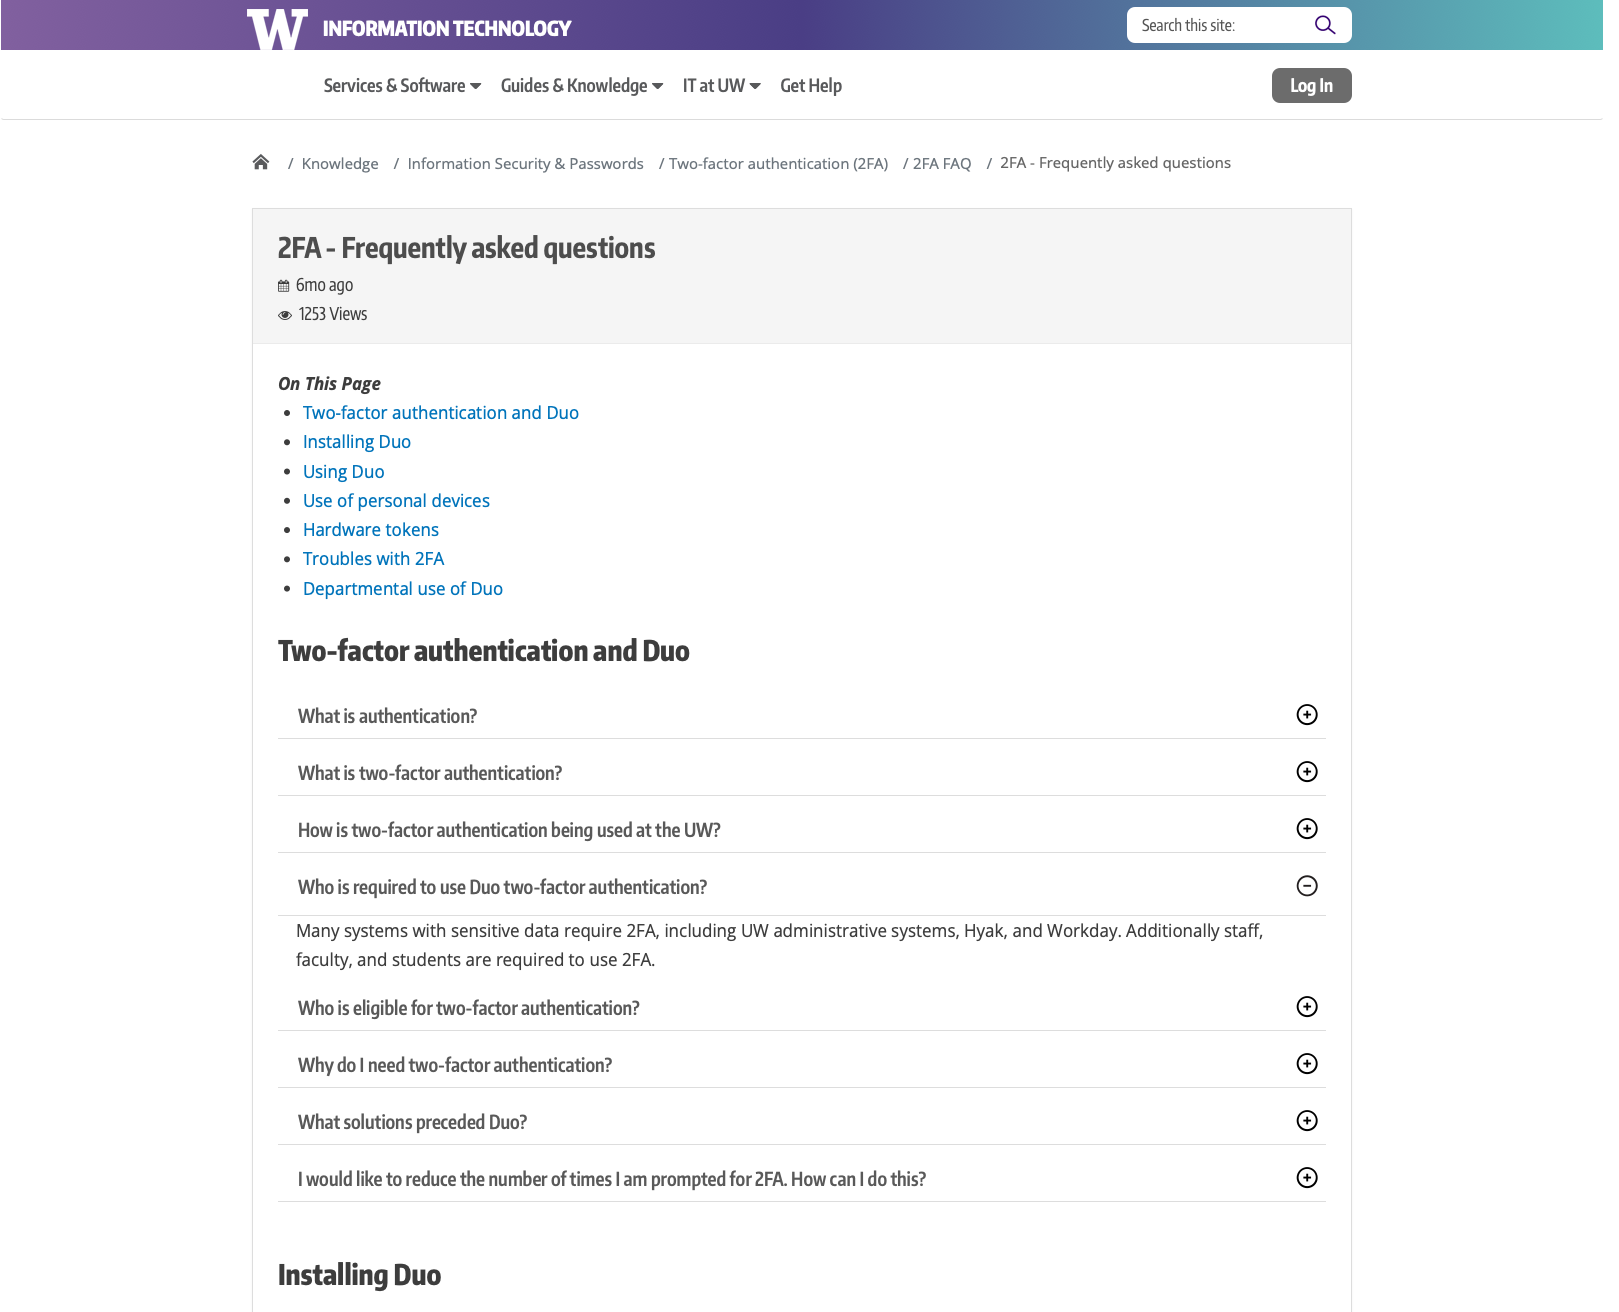 W INFORMATION TECHNOLOGY
Search this site:
Services & Software Guides & Knowledge IT at UW Get Help
Log In
/ Knowledge / Information Security & Passwords / Two-factor authentication (2FA) / 2FA FAQ / 2FA - Frequently asked questions
2FA - Frequently asked questions
6mo ago
1253 Views
On This Page
• Two-factor authentication and Duo
• Installing Duo
• Using Duo
• Use of personal devices
• Hardware tokens
• Troubles with 2FA
• Departmental use of Duo
Two-factor authentication and Duo
What is authentication?
What is two-factor authentication?
How is two-factor authentication being used at the UW?
Who is required to use Duo two-factor authentication?
Many systems with sensitive data require 2FA, including UW administrative systems, Hyak, and Workday. Additionally staff,
faculty, and students are required to use 2FA.
Who is eligible for two-factor authentication?
Why do I need two-factor authentication?
What solutions preceded Duo?
I would like to reduce the number of times I am prompted for 2FA. How can I do this?
Installing Duo